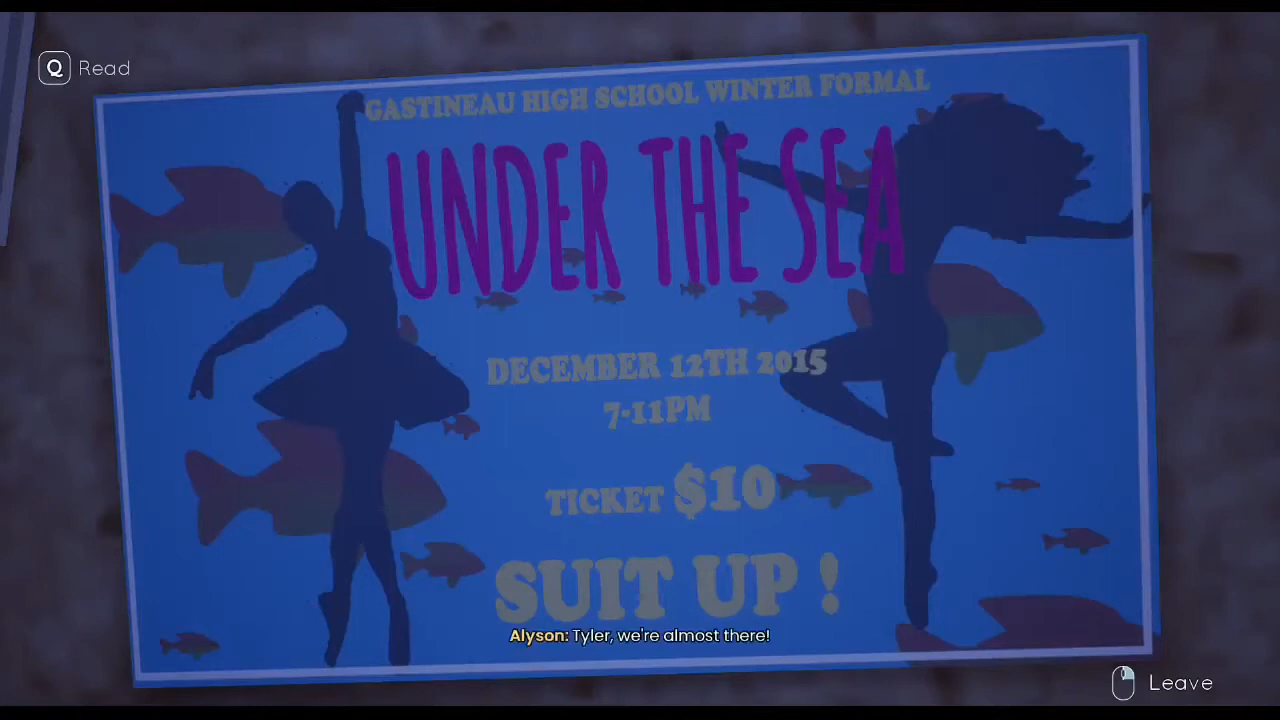 Q Read
GASTINEAU HIGH SCHOOL WINTER FORMAL
UNDER THE SEA
DECEMBER 12TH 2015
7-11PM
TICKET $10
SUIT UP !
Alyson: Tyler, we're almost there!
Leave